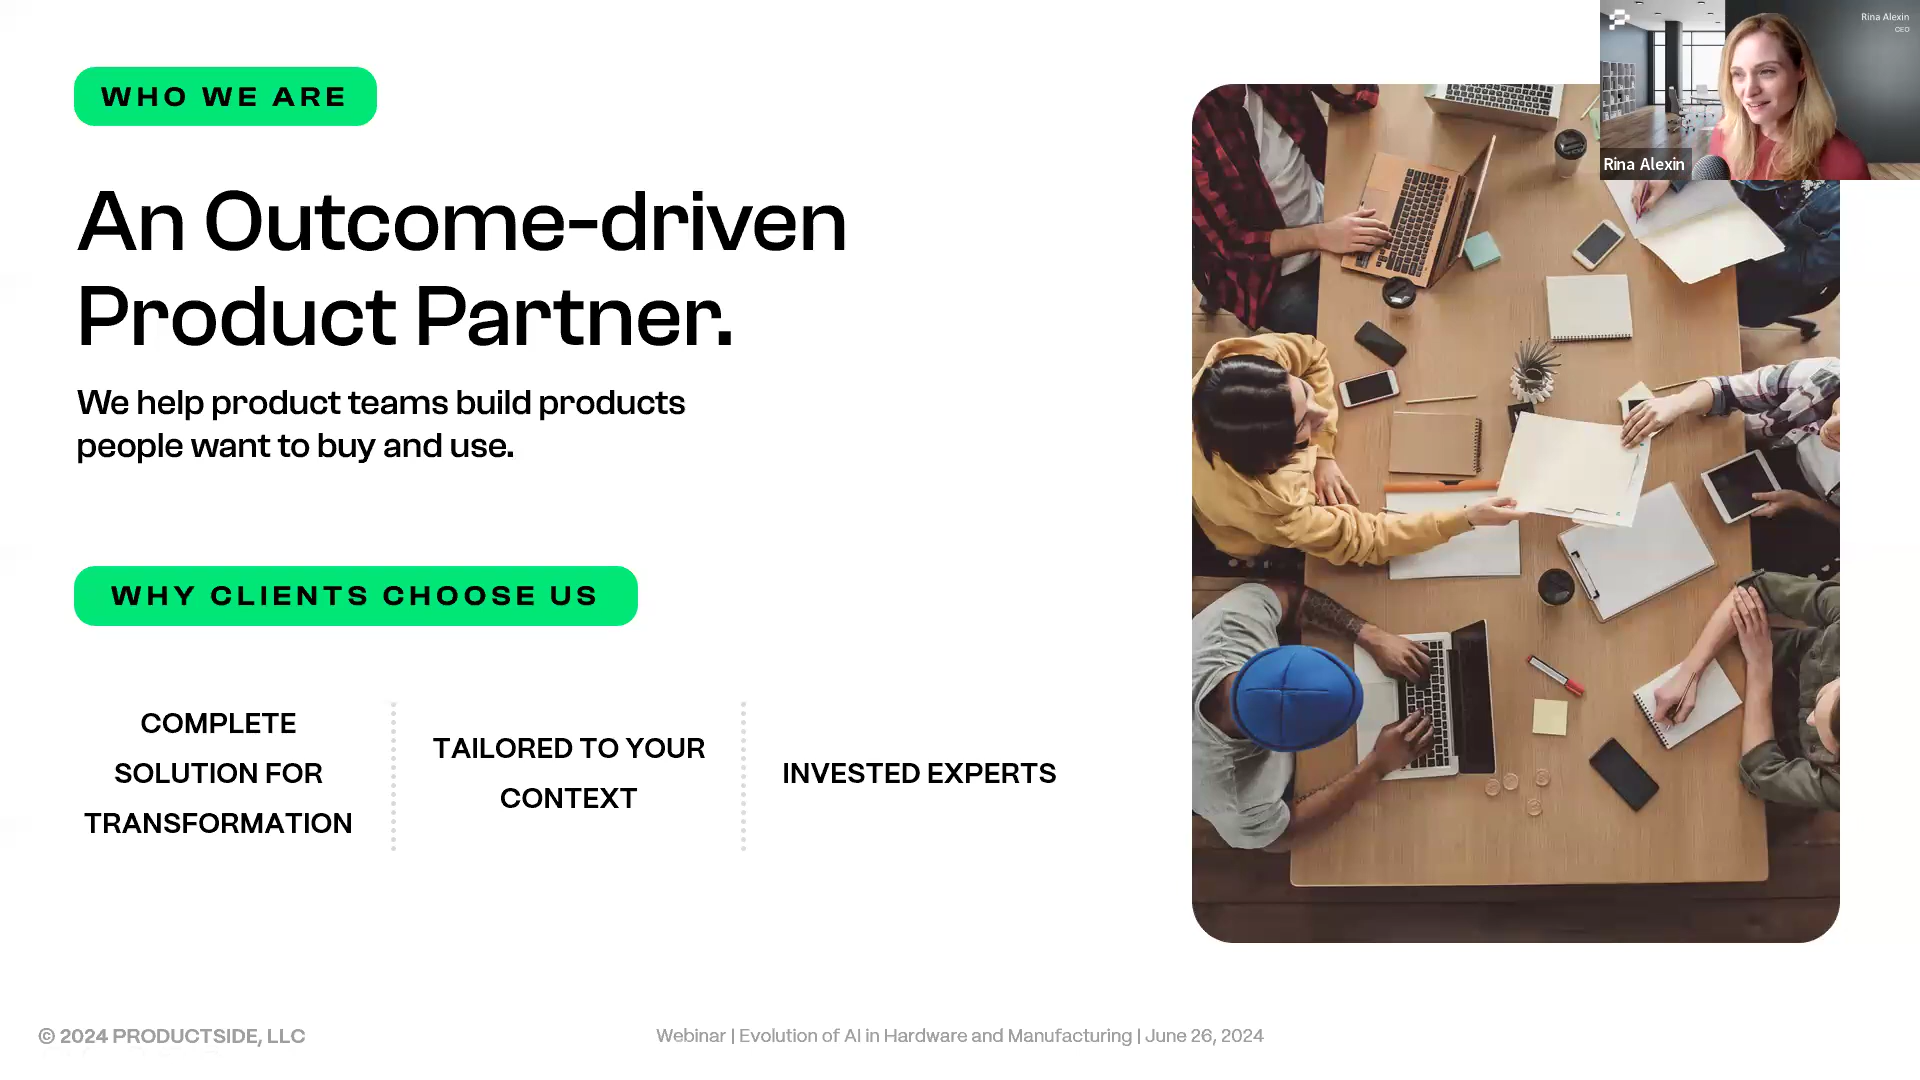 WHO WE ARE
An Outcome-driven
Product Partner.
We help product teams build products
people want to buy and use.
WHY CLIENTS CHOOSE US
COMPLETE
SOLUTION FOR
TRANSFORMATION
TAILORED TO YOUR
CONTEXT
INVESTED EXPERTS
Rina Alexin
CEO
Rina Alexin
© 2024 PRODUCTSIDE, LLC
Webinar | Evolution of AI in Hardware and Manufacturing | June 26, 2024